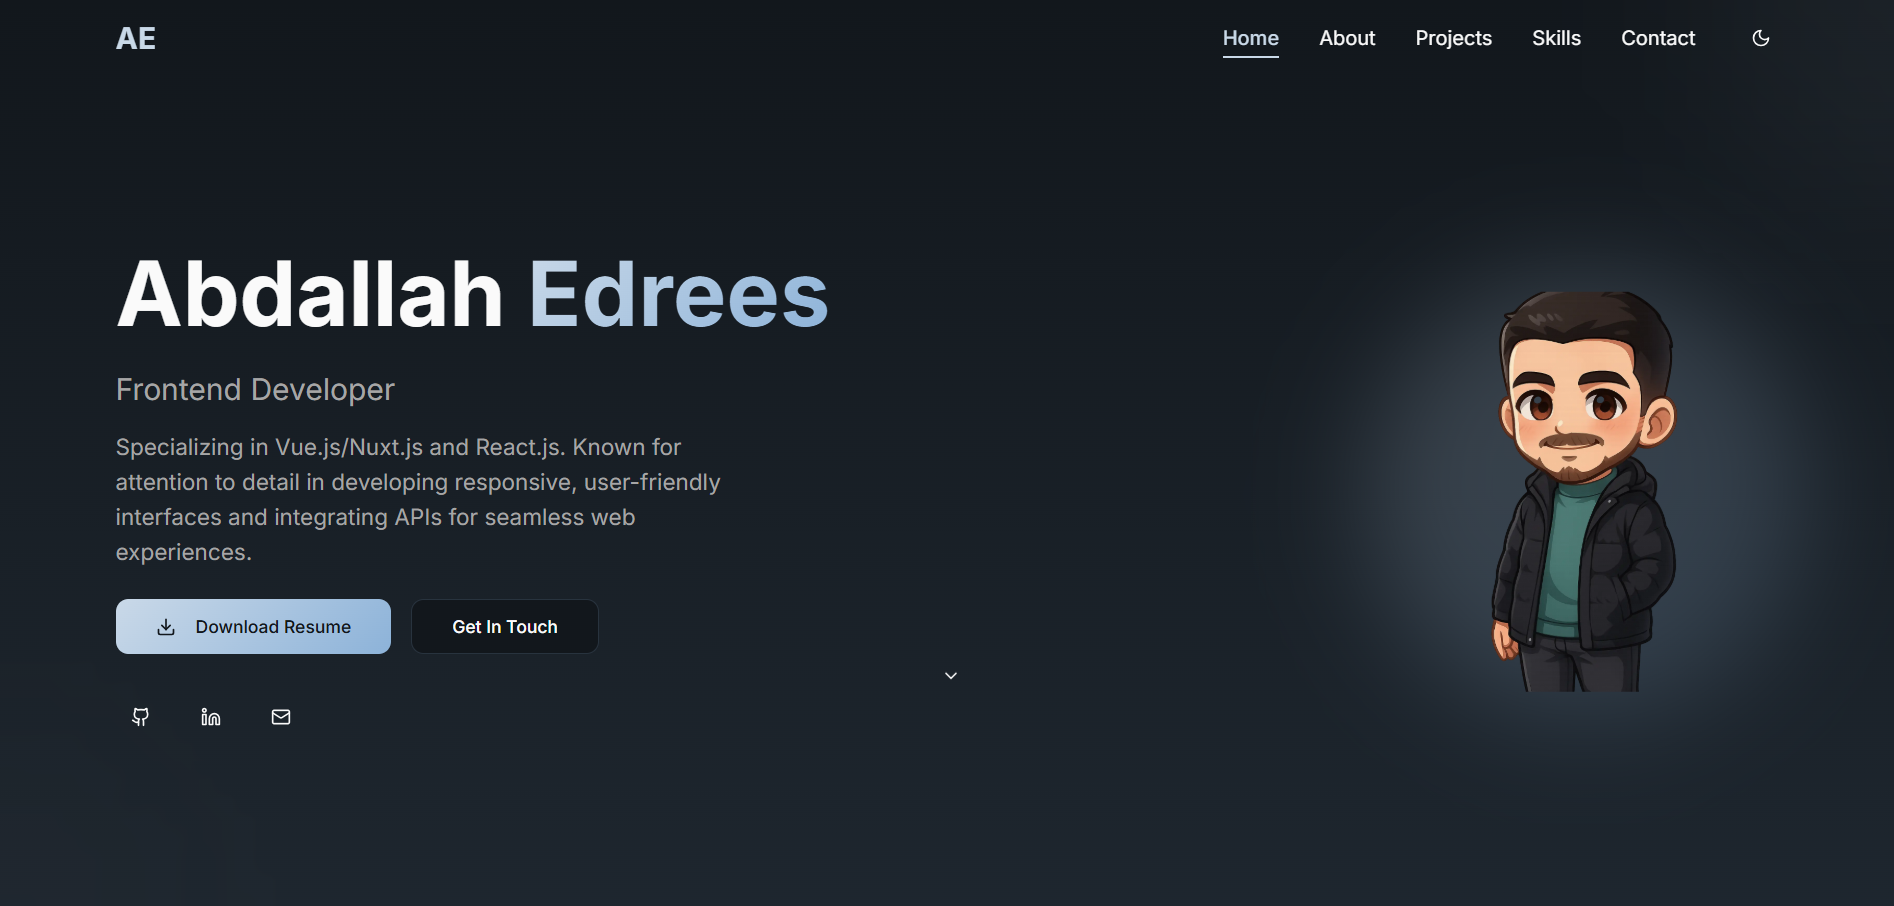 AE
Home About Projects Skills Contact
Abdallah Edrees
Frontend Developer
Specializing in Vue.js/Nuxt.js and React.js. Known for
attention to detail in developing responsive, user-friendly
interfaces and integrating APIs for seamless web
experiences.
Download Resume Get In Touch